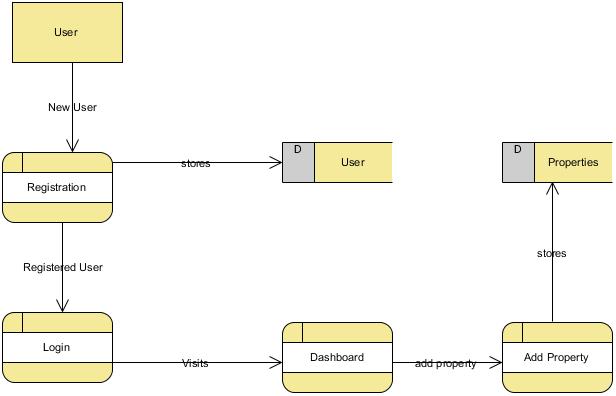 User
New User
D
User
D
Properties
stores
Registration
Registered User
stores
Login
Visits
Dashboard
add property
Add Property